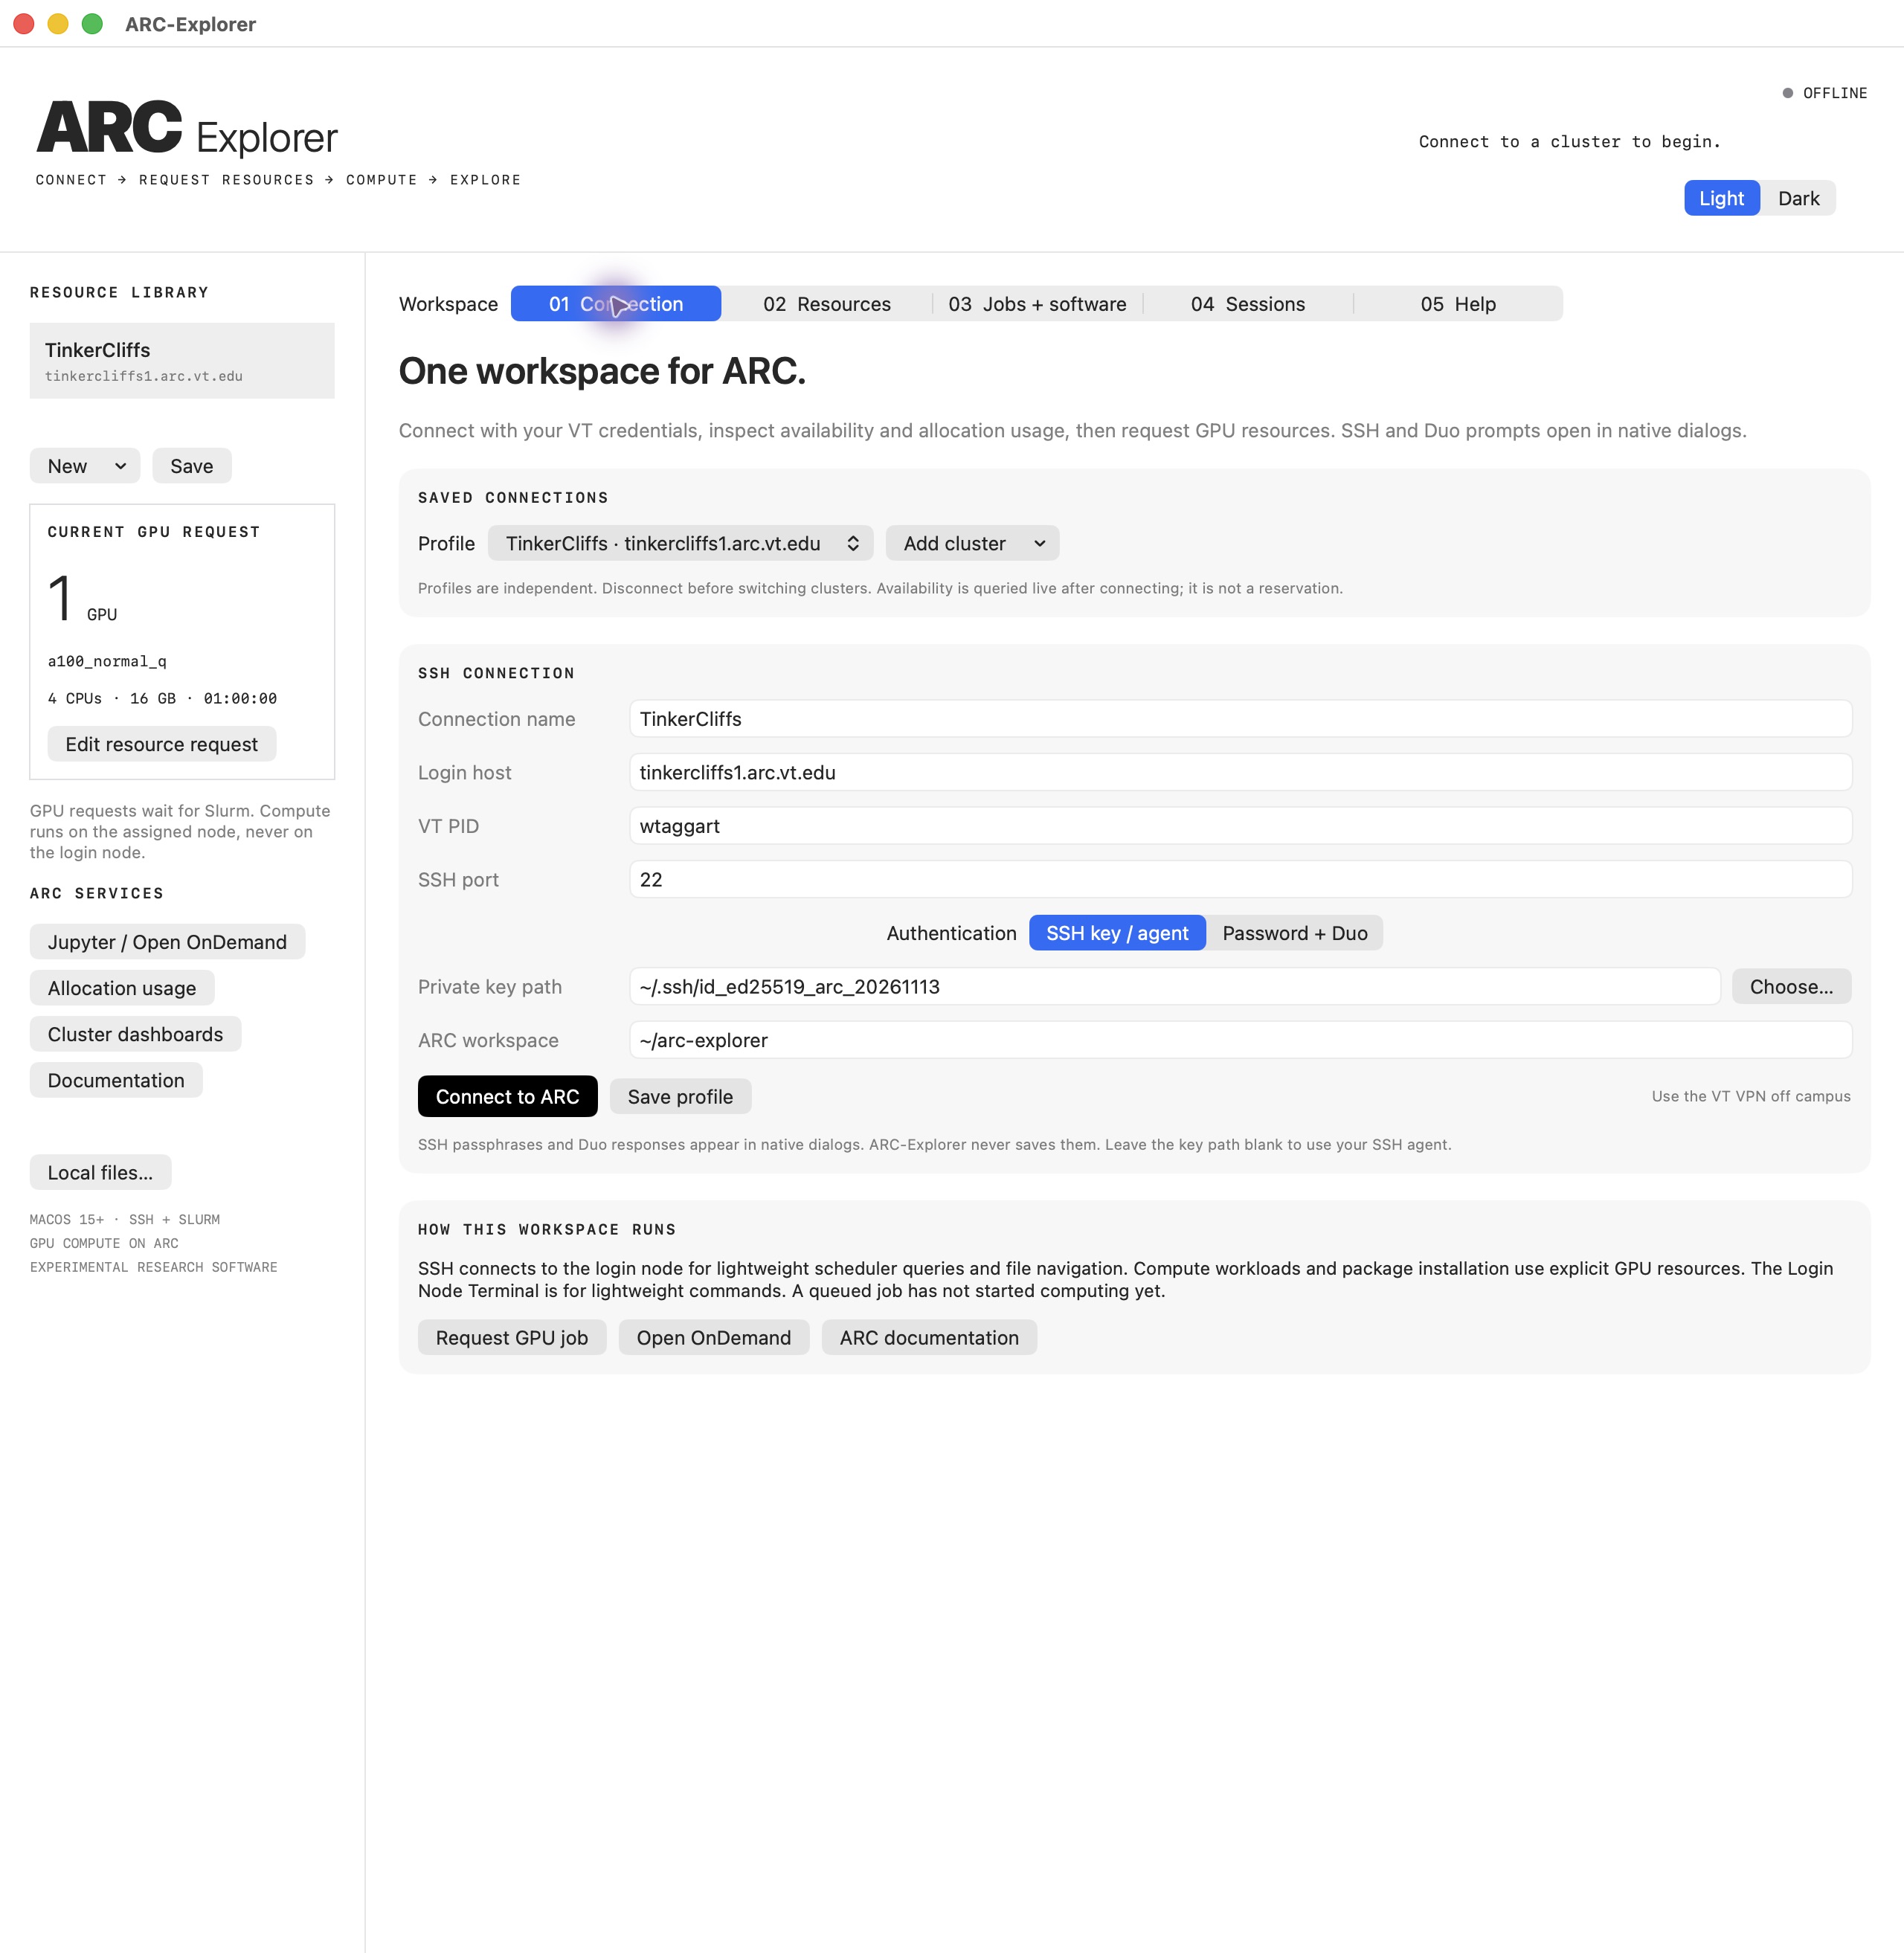 ARC-Explorer
ARC Explorer
CONNECT → REQUEST RESOURCES → COMPUTE → EXPLORE
OFFLINE
Connect to a cluster to begin.
Light Dark
RESOURCE LIBRARY
TinkerCliffs
tinkercliffs1.arc.vt.edu
New Save
CURRENT GPU REQUEST
1 GPU
a100_normal_q
4 CPUs · 16 GB · 01:00:00
Edit resource request
GPU requests wait for Slurm. Compute
runs on the assigned node, never on
the login node.
ARC SERVICES
Jupyter / Open OnDemand
Allocation usage
Cluster dashboards
Documentation
Local files...
MACOS 15+ · SSH + SLURM
GPU COMPUTE ON ARC
EXPERIMENTAL RESEARCH SOFTWARE
Workspace 01 Connection 02 Resources 03 Jobs + software 04 Sessions 05 Help
One workspace for ARC.
Connect with your VT credentials, inspect availability and allocation usage, then request GPU resources. SSH and Duo prompts open in native dialogs.
SAVED CONNECTIONS
Profile TinkerCliffs · tinkercliffs1.arc.vt.edu Add cluster
Profiles are independent. Disconnect before switching clusters. Availability is queried live after connecting; it is not a reservation.
SSH CONNECTION
Connection name TinkerCliffs
Login host tinkercliffs1.arc.vt.edu
VT PID wtaggart
SSH port 22
Authentication SSH key / agent Password + Duo
Private key path ~/.ssh/id_ed25519_arc_20261113 Choose...
ARC workspace ~/arc-explorer
Connect to ARC Save profile Use the VT VPN off campus
SSH passphrases and Duo responses appear in native dialogs. ARC-Explorer never saves them. Leave the key path blank to use your SSH agent.
HOW THIS WORKSPACE RUNS
SSH connects to the login node for lightweight scheduler queries and file navigation. Compute workloads and package installation use explicit GPU resources. The Login
Node Terminal is for lightweight commands. A queued job has not started computing yet.
Request GPU job Open OnDemand ARC documentation